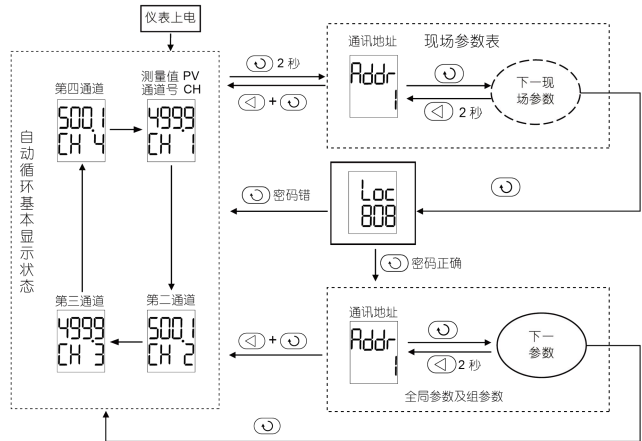 仪表上电
第四通道
测量值 PV
通道号 CH
500.1
CH 4
499.9
CH 1
自动循环基本显示状态
第三通道
第二通道
499.9
CH 3
500.1
CH 2
2 秒
+
通讯地址
现场参数表
Addr
1
2 秒
下一现
场参数
密码错
Loc
808
密码正确
+
通讯地址
Addr
1
2 秒
下一
参数
全局参数及组参数